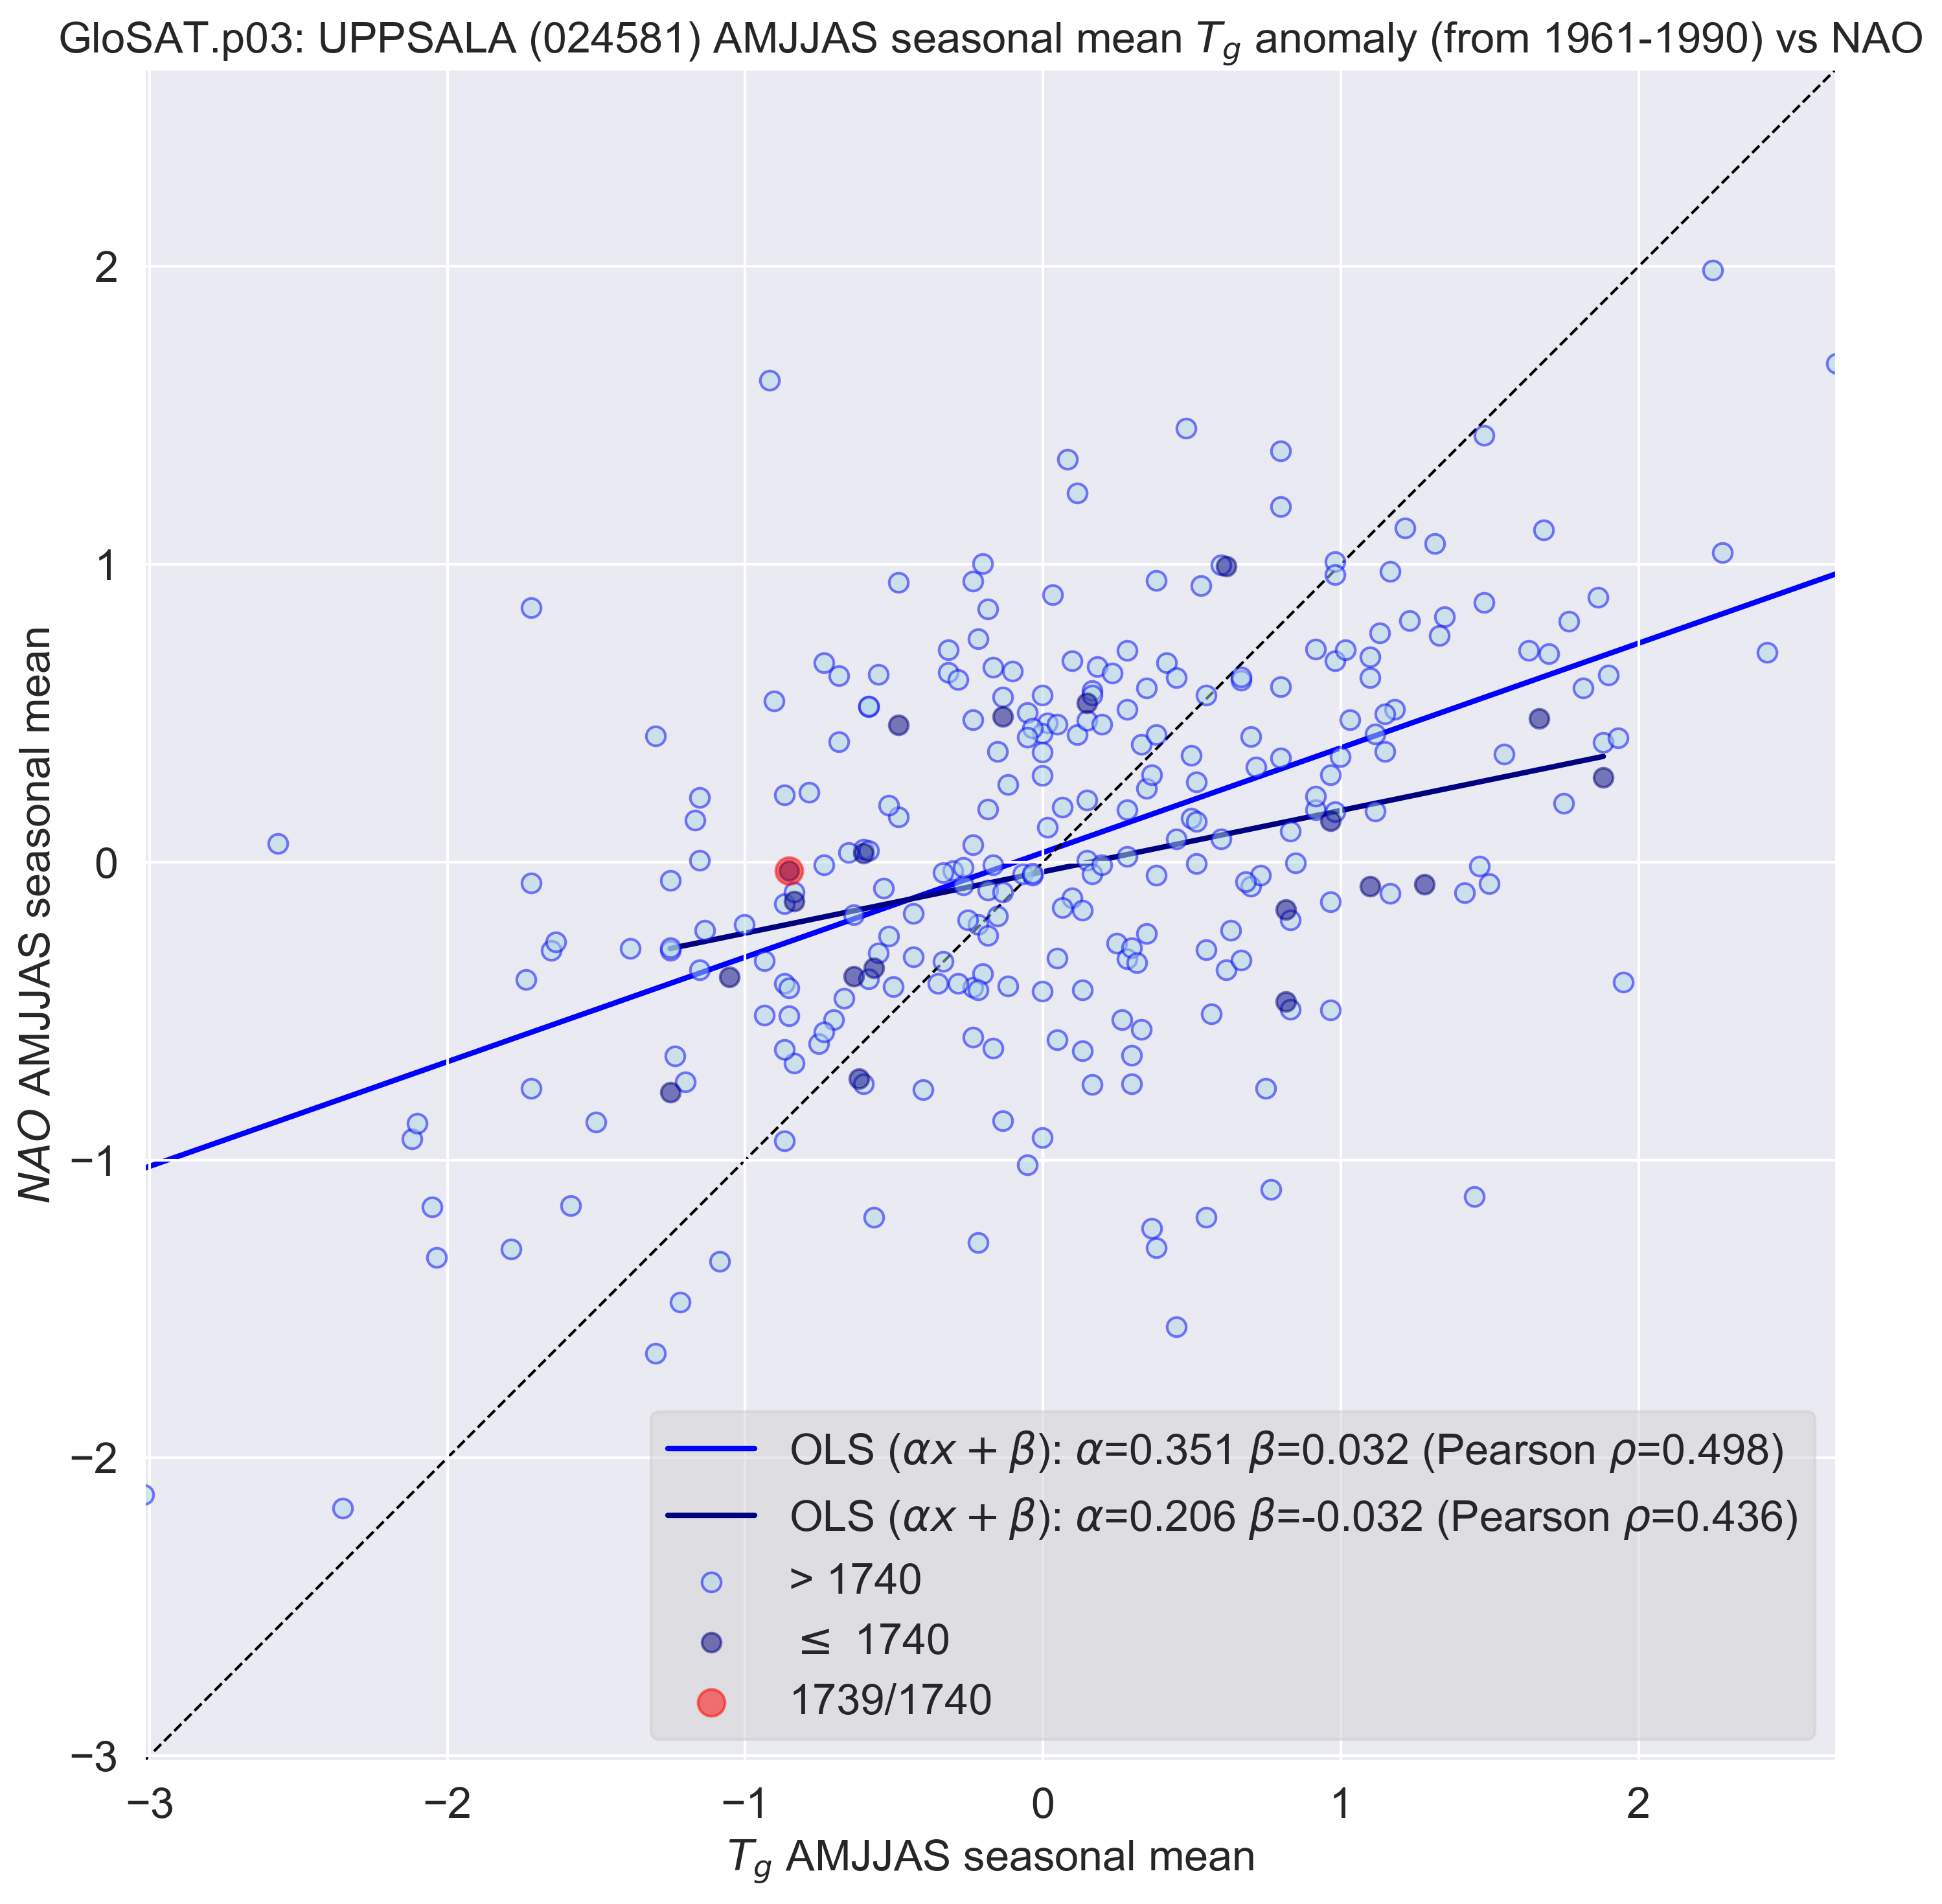 GloSAT.p03: UPPSALA (024581) AMJJAS seasonal mean Tg anomaly (from 1961-1990) vs NAO
NAO AMJJAS seasonal mean
2
1
0
−1
−2
−3
OLS (αx + β): α=0.351 β=0.032 (Pearson ρ=0.498)
OLS (αx + β): α=0.206 β=-0.032 (Pearson ρ=0.436)
> 1740
≤ 1740
1739/1740
−3 −2 −1 0 1 2
Tg AMJJAS seasonal mean